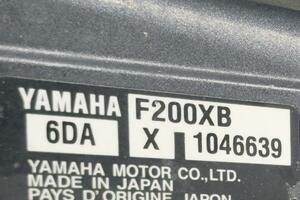 YAMAHA F200XB
6DA X 1046639
YAMAHA MOTOR CO.,LTD.
MADE IN JAPAN
PAYS D'ORIGINE JAPON